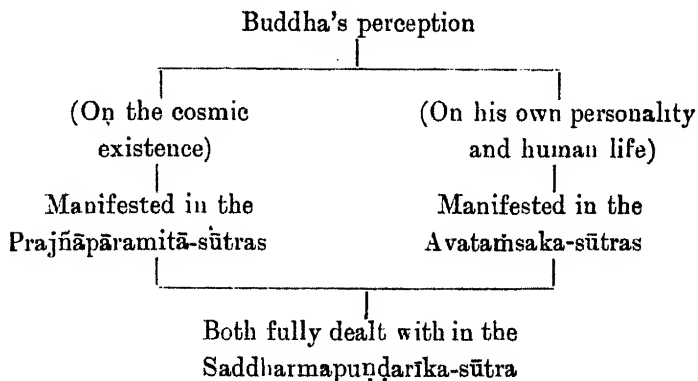 Buddha's perception
(On the cosmic existence)
(On his own personality and human life)
Manifested in the Prajñāpāramitā-sūtras
Manifested in the Avataṁsaka-sūtras
Both fully dealt with in the
Saddharmapuṇḍarīka-sūtra